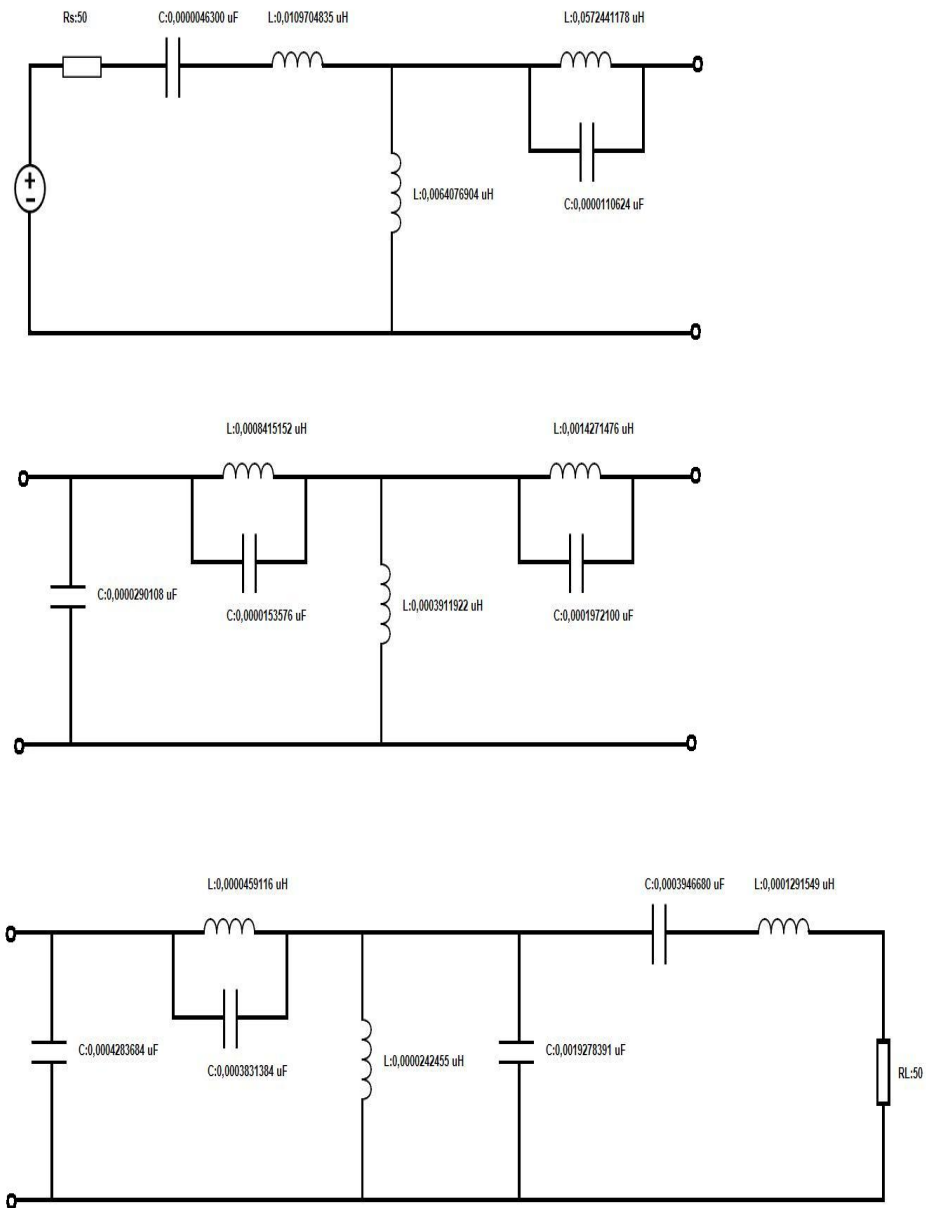 Rs:50 C:0,0000046300 uF L:0,0109704835 uH L:0,0572441178 uH
+
-
L:0,0064076904 uH
C:0,0000110624 uF
L:0,0008415152 uH L:0,0014271476 uH
C:0,0000290108 uF
L:0,0003911922 uH
C:0,0000153576 uF C:0,0001972100 uF
L:0,0000459116 uH C:0,0003946680 uF L:0,0001291549 uH
C:0,0004283684 uF
C:0,0003831384 uF
L:0,0000242455 uH
C:0,0019278391 uF
RL:50